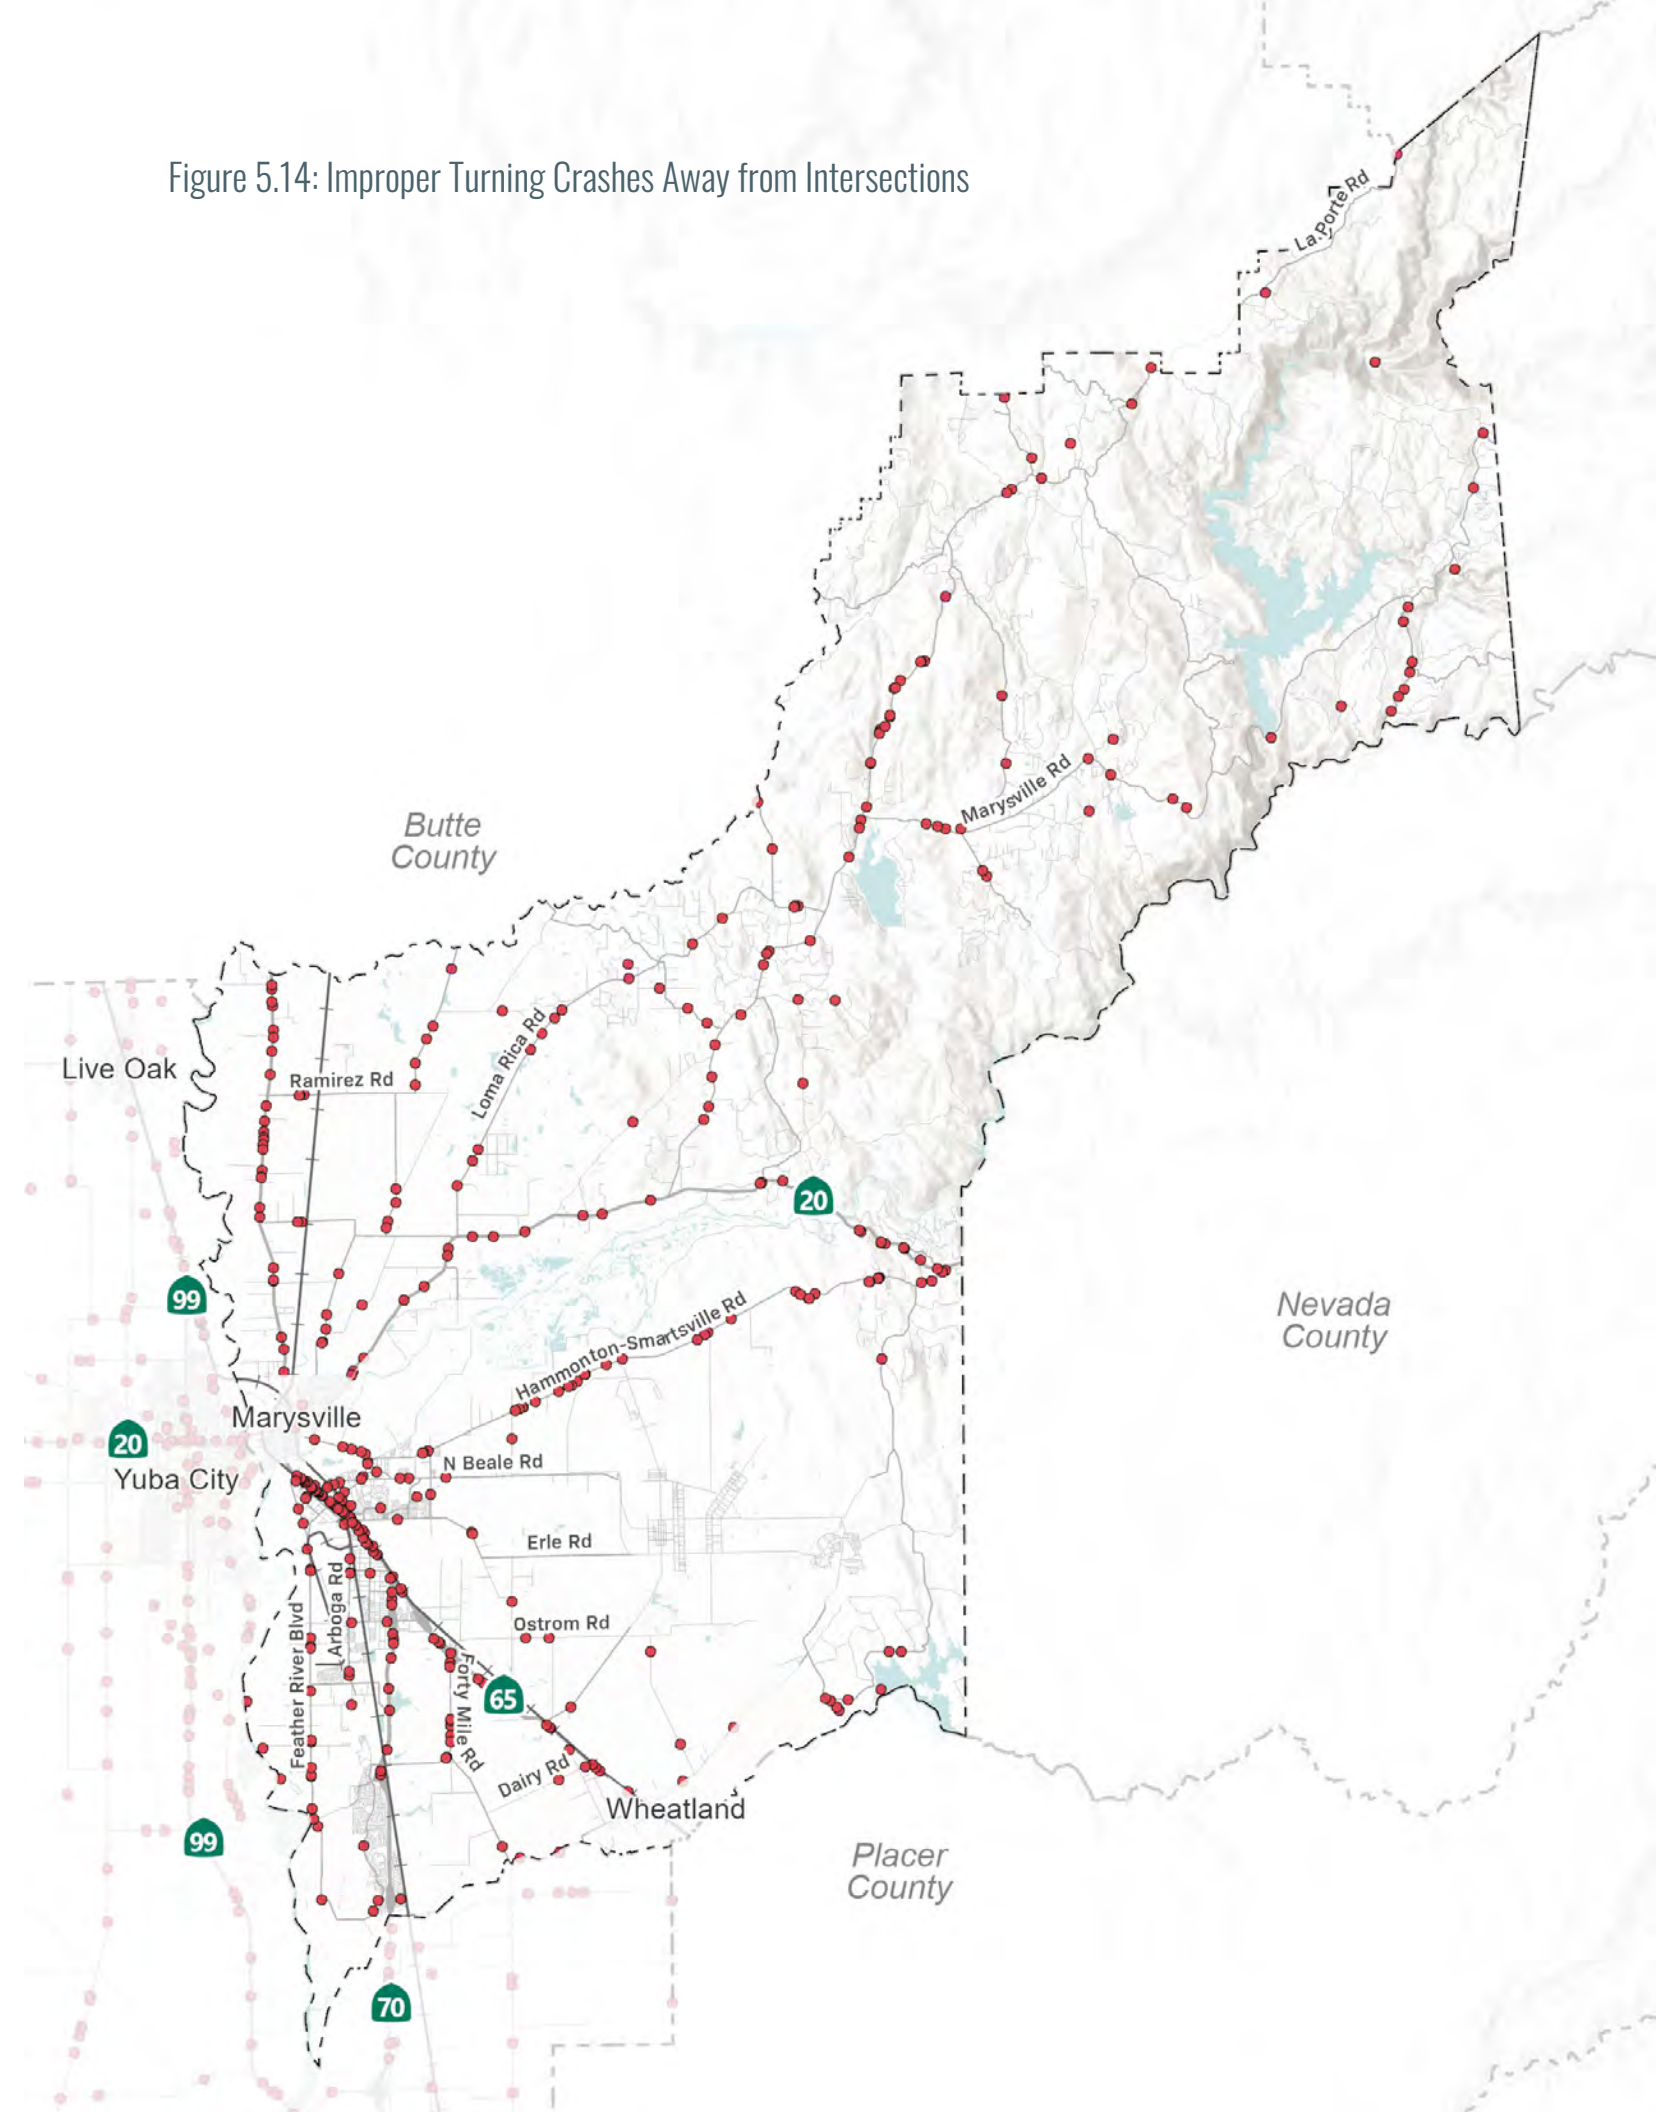 Figure 5.14: Improper Turning Crashes Away from Intersections
La Porte Rd
Marysville Rd
Butte
County
Live Oak
Ramirez Rd
Loma Rica Rd
20
99
Nevada
County
Hammonton-Smartsville Rd
Marysville
20
Yuba City
N Beale Rd
Erle Rd
Arboga Rd
Ostrom Rd
Feather River Blvd
Forty Mile Rd
65
Dairy Rd
Wheatland
99
Placer
County
70